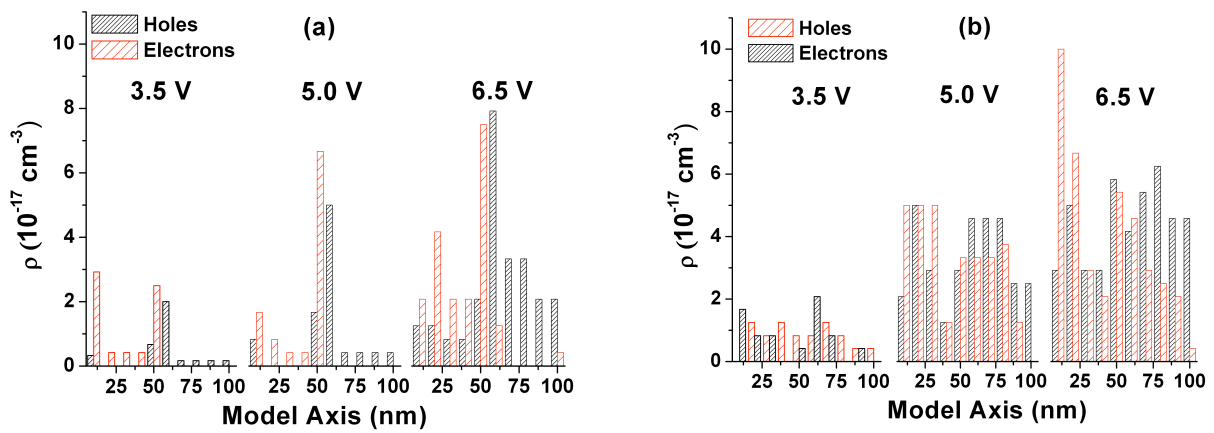 (a)
Holes
Electrons
3.5 V
5.0 V
6.5 V
ρ (10⁻¹⁷ cm⁻³)
10
8
6
4
2
0
25 50 75 100
25 50 75 100
25 50 75 100
Model Axis (nm)
(b)
Holes
Electrons
3.5 V
5.0 V
6.5 V
ρ (10⁻¹⁷ cm⁻³)
10
8
6
4
2
0
25 50 75 100
25 50 75 100
25 50 75 100
Model Axis (nm)